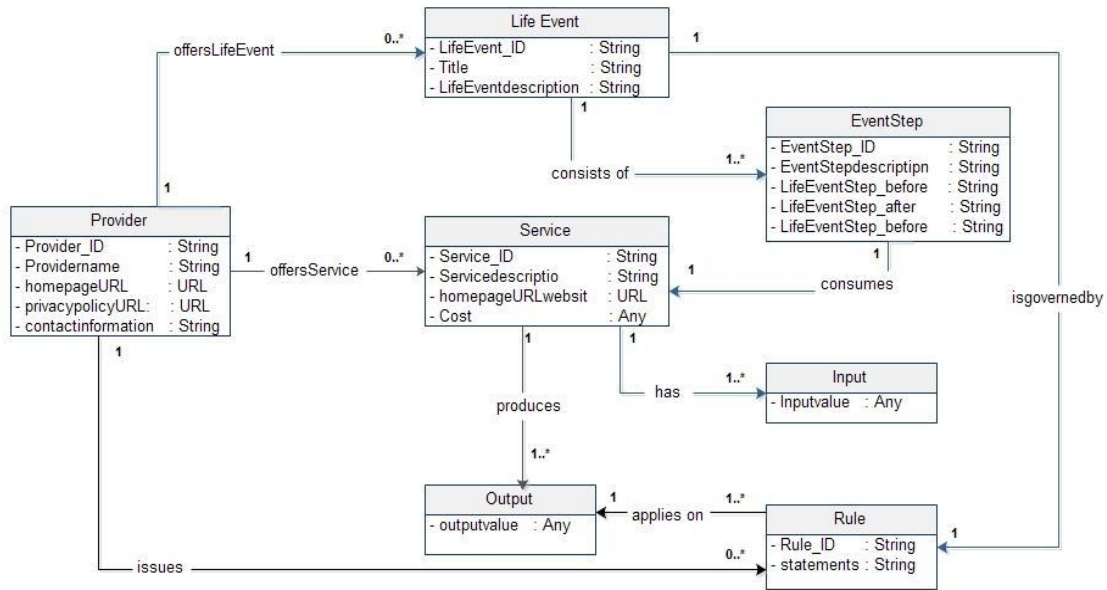 Life Event
- LifeEvent_ID : String
- Title : String
- LifeEventdescription : String
offersLifeEvent
0..*
1
1
1
EventStep
- EventStep_ID : String
- EventStepdescriptipn : String
- LifeEventStep_before : String
- LifeEventStep_after : String
- LifeEventStep_before : String
consists of
1..*
1
Provider
- Provider_ID : String
- Providername : String
- homepageURL : URL
- privacypolicyURL: : URL
- contactinformation : String
1
offersService
0..*
Service
- Service_ID : String
- Servicedescriptio : String
- homepageURLwebsit : URL
- Cost : Any
1
consumes
1
isgovernedby
1
1
1
has
1..*
Input
- Inputvalue : Any
produces
1..*
Output
- outputvalue : Any
1
applies on
1..*
Rule
- Rule_ID : String
- statements : String
1
issues
0..*